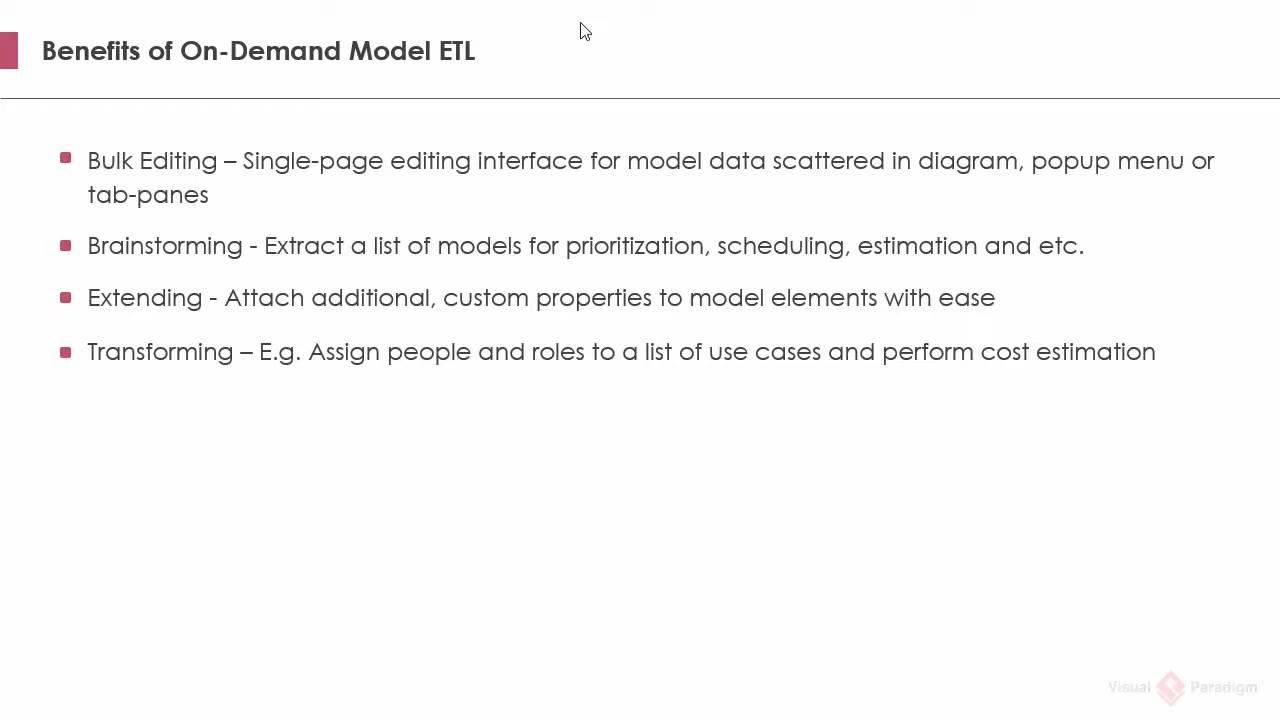 Benefits of On-Demand Model ETL
Bulk Editing – Single-page editing interface for model data scattered in diagram, popup menu or
tab-panes
Brainstorming - Extract a list of models for prioritization, scheduling, estimation and etc.
Extending - Attach additional, custom properties to model elements with ease
Transforming – E.g. Assign people and roles to a list of use cases and perform cost estimation
Visual Paradigm